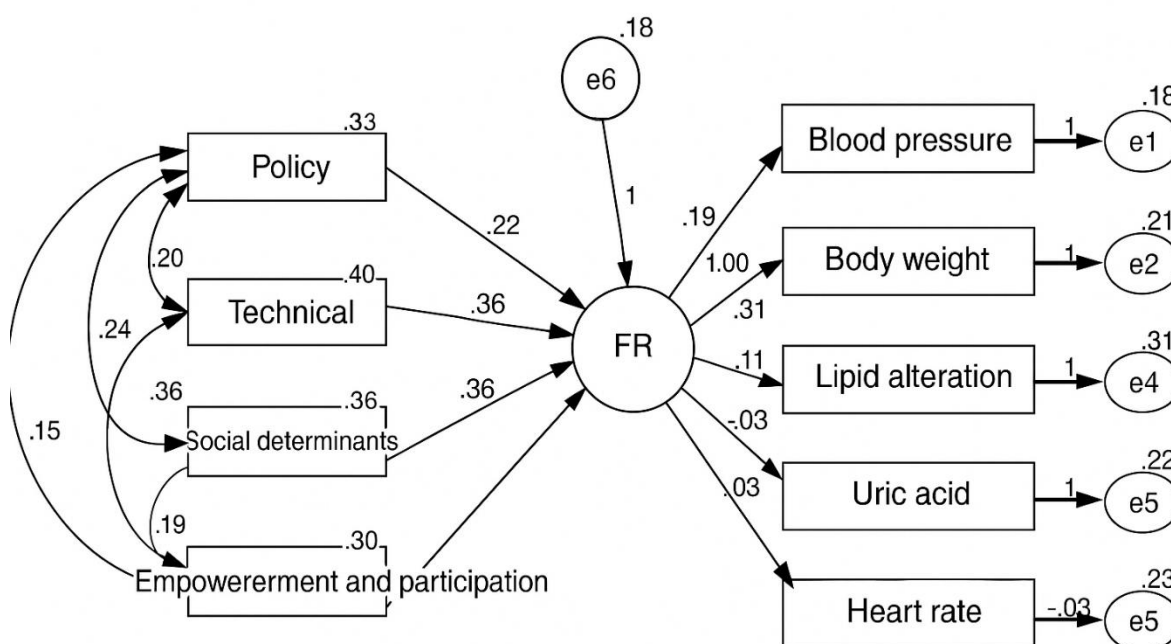 .18
e6
1
.33
Policy
.22
.20
.40
Technical
.36
.24
.36
.36
Social determinants
.36
.15
.19
.30
Empowererment and participation
FR
.19
1.00
.31
.11
-.03
.03
Blood pressure
1
.18
e1
Body weight
1
.21
e2
Lipid alteration
1
.31
e4
Uric acid
1
.22
e5
Heart rate
-.03
.23
e5